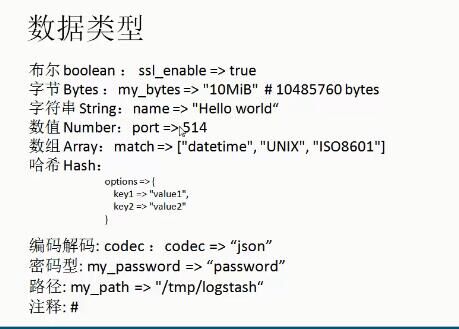 数据类型
布尔 boolean： ssl_enable => true
字节 Bytes：my_bytes => "10MiB"  # 10485760 bytes
字符串 String：name => "Hello world“
数值 Number：port => 514
数组 Array：match => ["datetime", "UNIX", "ISO8601"]
哈希 Hash：
options => {
key1 => "value1",
key2 => "value2"
}
编码解码: codec ：codec => “json”
密码型: my_password => “password”
路径: my_path => "/tmp/logstash“
注释: #